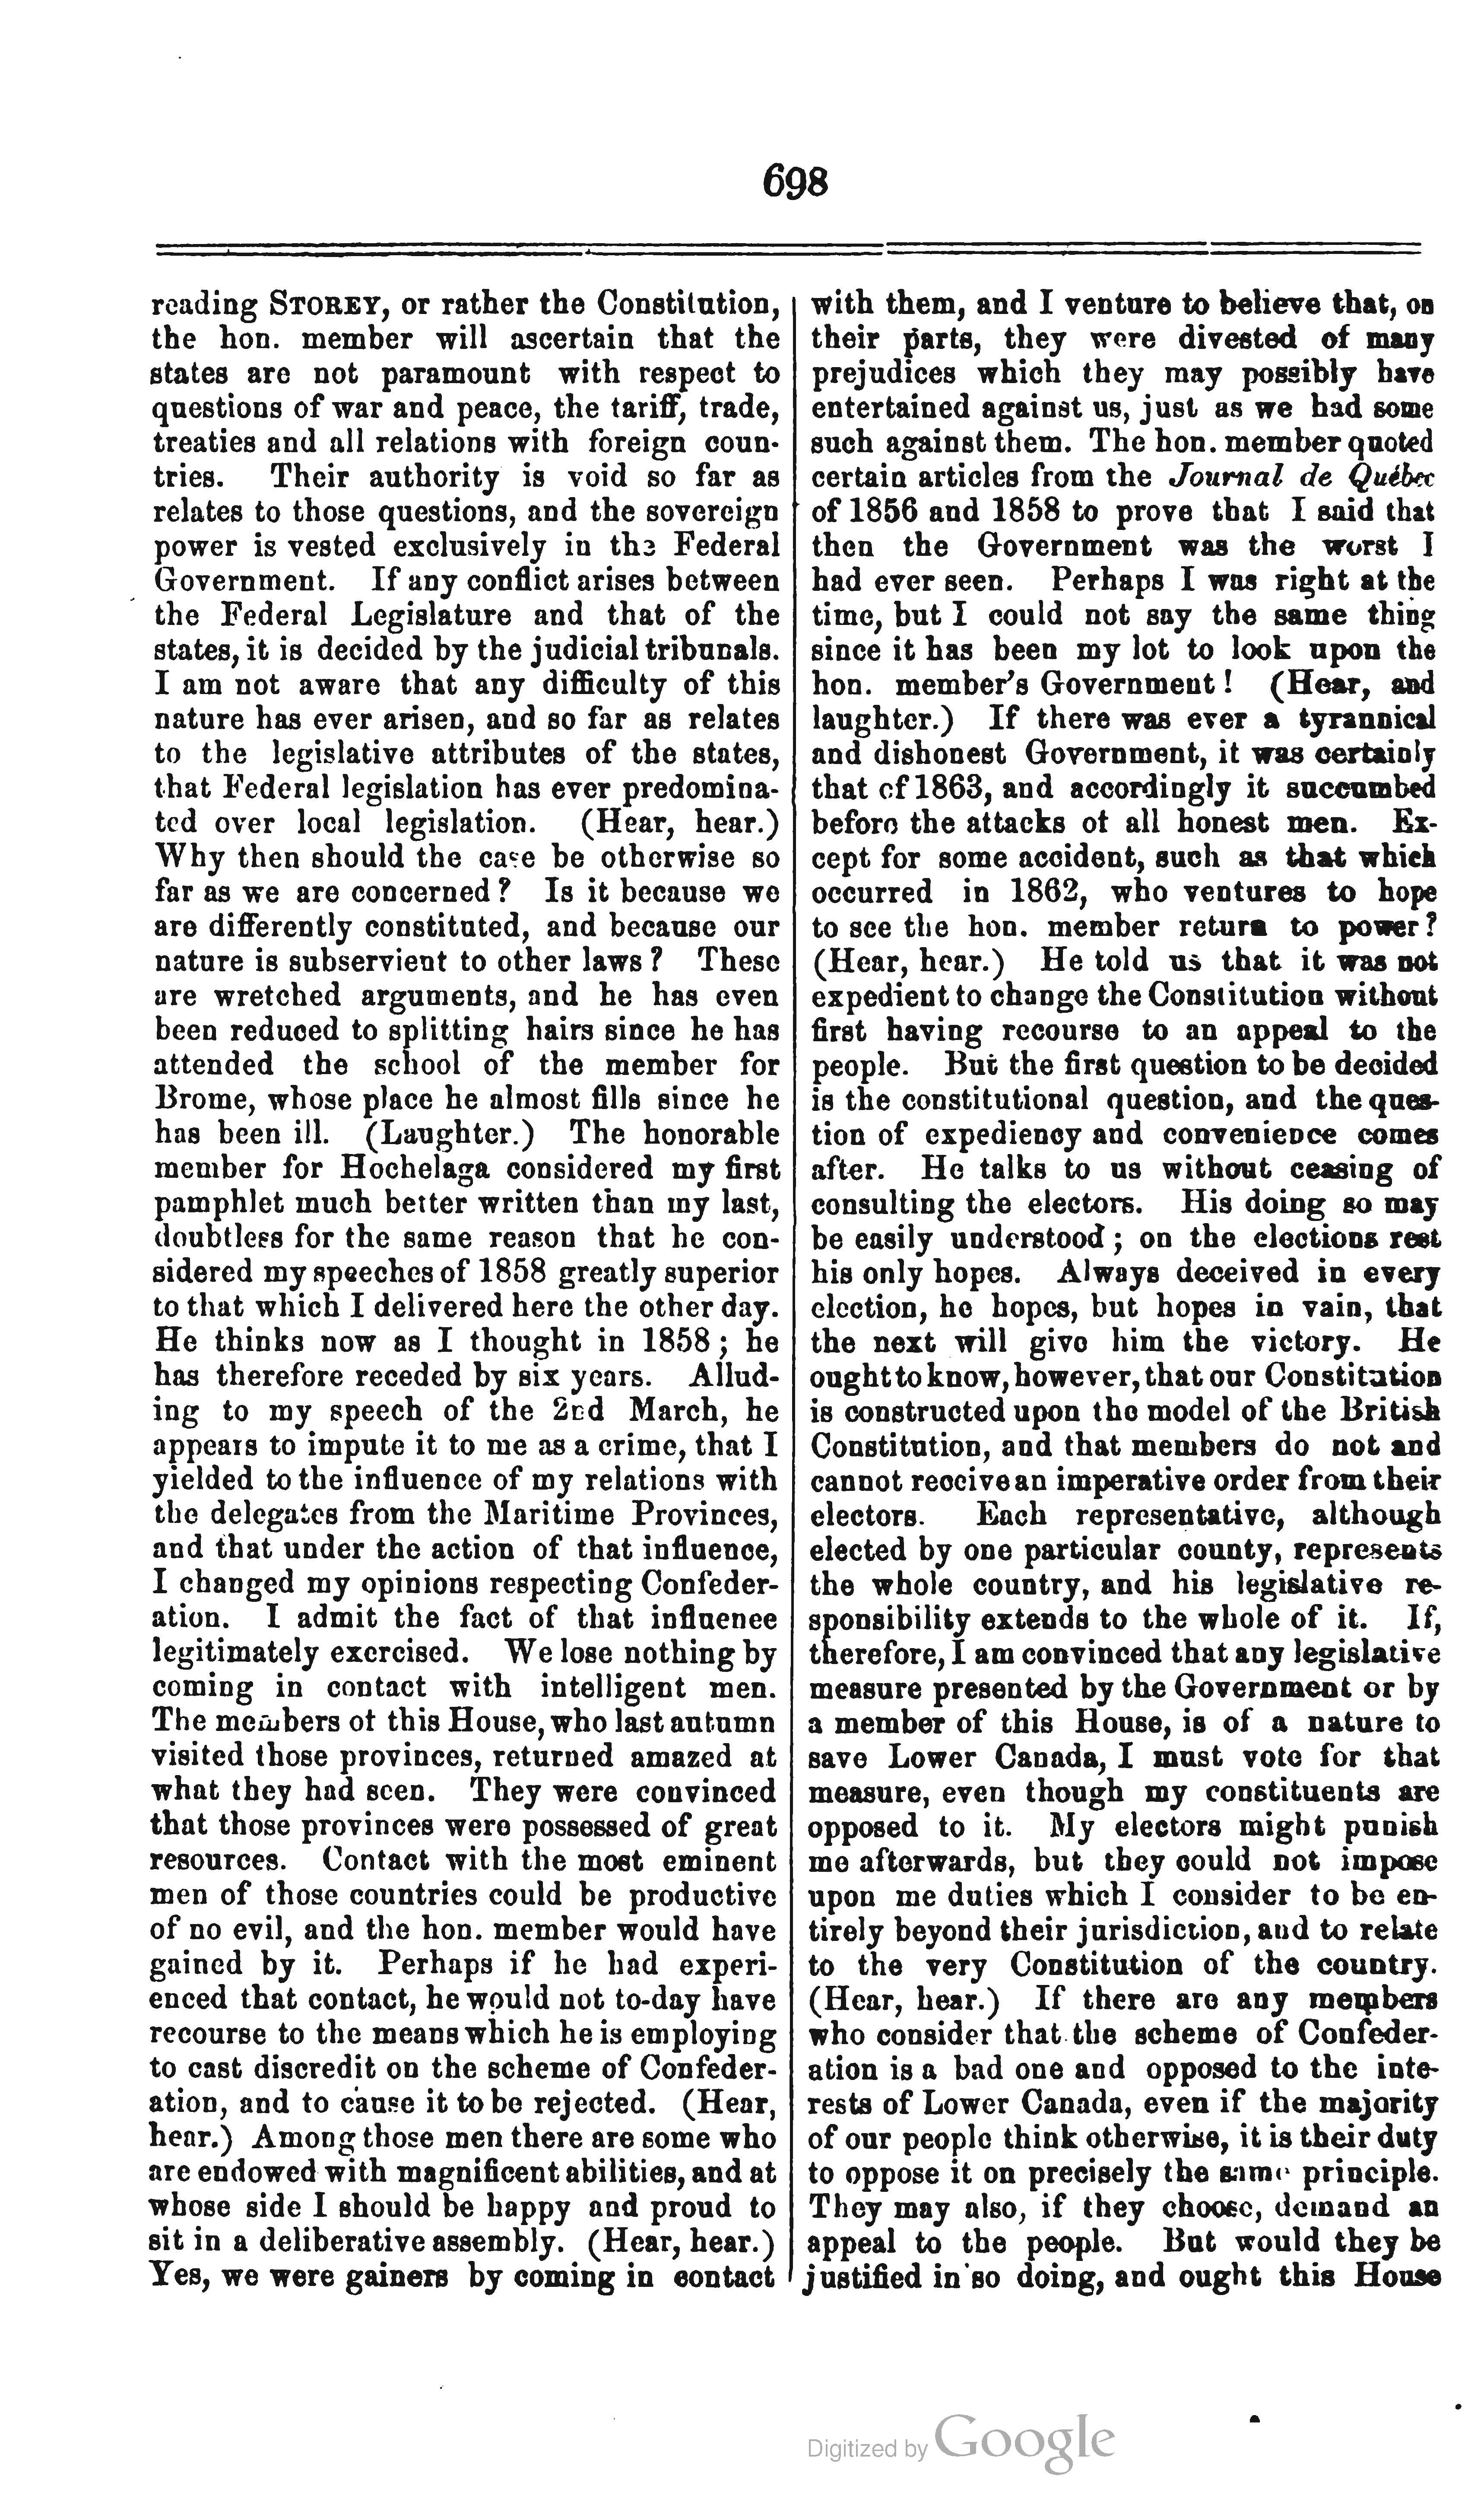 698
reading STOREY, or rather the Constitution,
the hon. member will ascertain that the
states are not paramount with respect to
questions of war and peace, the tariff, trade,
treaties and all relations with foreign coun-
tries. Their authority is void so far as
relates to those questions, and the sovereign
power is vested exclusively in the Federal
Government. If any conflict arises between
the Federal Legislature and that of the
states, it is decided by the judicial tribunals.
I am not aware that any difficulty of this
nature has ever arisen, and so far as relates
to the legislative attributes of the states,
that Federal legislation has ever predomina-
ted over local legislation. (Hear, hear.)
Why then should the case be otherwise so
far as we are concerned? Is it because we
are differently constituted, and because our
nature is subservient to other laws? These
are wretched arguments, and he has even
been reduced to splitting hairs since he has
attended the school of the member for
Brome, whose place he almost fills since he
has been ill. (Laughter.) The honorable
member for Hochelaga considered my first
pamphlet much better written than my last,
doubtless for the same reason that he con-
sidered my speeches of 1858 greatly superior
to that which I delivered here the other day.
He thinks now as I thought in 1858; he
has therefore receded by six years. Allud-
ing to my speech of the 2nd March, he
appears to impute it to me as a crime, that I
yielded to the influence of my relations with
the delegates from the Maritime Provinces,
and that under the action of that influence,
I changed my opinions respecting Confeder-
ation. I admit the fact of that influenee
legitimately exercised. We lose nothing by
coming in contact with intelligent men.
The members of this House, who last autumn
visited those provinces, returned amazed at
what they had seen. They were convinced
that those provinces were possessed of great
resources. Contact with the most eminent
men of those countries could be productive
of no evil, and the hon. member would have
gained by it. Perhaps if he had experi-
enced that contact, he would not to-day have
recourse to the means which he is employing
to cast discredit on the scheme of Confeder-
ation, and to cause it to be rejected. (Hear,
hear.) Among those men there are some who
are endowed with magnificent abilities, and at
whose side I should be happy and proud to
sit in a deliberative assembly. (Hear, hear.)
Yes, we were gainers by coming in contact
with them, and I venture to believe that, on
their parts, they were divested of many
prejudices which they may possibly have
entertained against us, just as we had some
such against them. The hon. member quoted
certain articles from the Journal de Québec
of 1856 and 1858 to prove that I said that
then the Government was the worst I
had ever seen. Perhaps I was right at the
time, but I could not say the same thing
since it has been my lot to look upon the
hon. member's Government! (Hear, and
laughter.) If there was ever a tyrannical
and dishonest Government, it was certainly
that of 1863, and accordingly it succumbed
before the attacks of all honest men. Ex-
cept for some accident, such as that which
occurred in 1862, who ventures to hope
to see the hon. member return to power?
(Hear, hear.) He told us that it was not
expedient to change the Constitution without
first having recourse to an appeal to the
people. But the first question to be decided
is the constitutional question, and the ques-
tion of expediency and convenience comes
after. He talks to us without ceasing of
consulting the electors. His doing so may
be easily understood; on the elections rest
his only hopes. Always deceived in every
election, he hopes, but hopes in vain, that
the next will give him the victory. He
ought to know, however, that our Constitution
is constructed upon the model of the British
Constitution, and that members do not and
cannot receive an imperative order from their
electors. Each representative, although
elected by one particular county, represents
the whole country, and his legislative re-
sponsibility extends to the whole of it. If,
therefore, I am convinced that any legislative
measure presented by the Government or by
a member of this House, is of a nature to
save Lower Canada, I must vote for that
measure, even though my constituents are
opposed to it. My electors might punish
me afterwards, but they could not impose
upon me duties which I consider to be en-
tirely beyond their jurisdiction, and to relate
to the very Constitution of the country.
(Hear, hear.) If there are any members
who consider that the scheme of Confeder-
ation is a bad one and opposed to the inte-
rests of Lower Canada, even if the majority
of our people think otherwise, it is their duty
to oppose it on precisely the same principle.
They may also, if they choose, demand an
appeal to the people. But would they be
justified in so doing, and ought this House
Digitized by Google